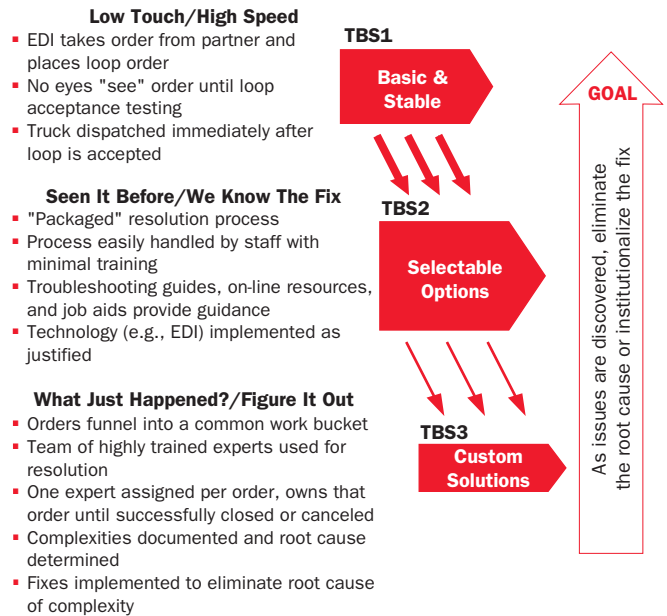 Low Touch/High Speed
▪ EDI takes order from partner and
places loop order
▪ No eyes "see" order until loop
acceptance testing
▪ Truck dispatched immediately after
loop is accepted
TBS1
Basic &
Stable
Seen It Before/We Know The Fix
▪ "Packaged" resolution process
▪ Process easily handled by staff with
minimal training
▪ Troubleshooting guides, on-line resources,
and job aids provide guidance
▪ Technology (e.g., EDI) implemented as
justified
TBS2
Selectable
Options
What Just Happened?/Figure It Out
▪ Orders funnel into a common work bucket
▪ Team of highly trained experts used for
resolution
▪ One expert assigned per order, owns that
order until successfully closed or canceled
▪ Complexities documented and root cause
determined
▪ Fixes implemented to eliminate root cause
of complexity
TBS3
Custom
Solutions
GOAL
As issues are discovered, eliminate
the root cause or institutionalize the fix